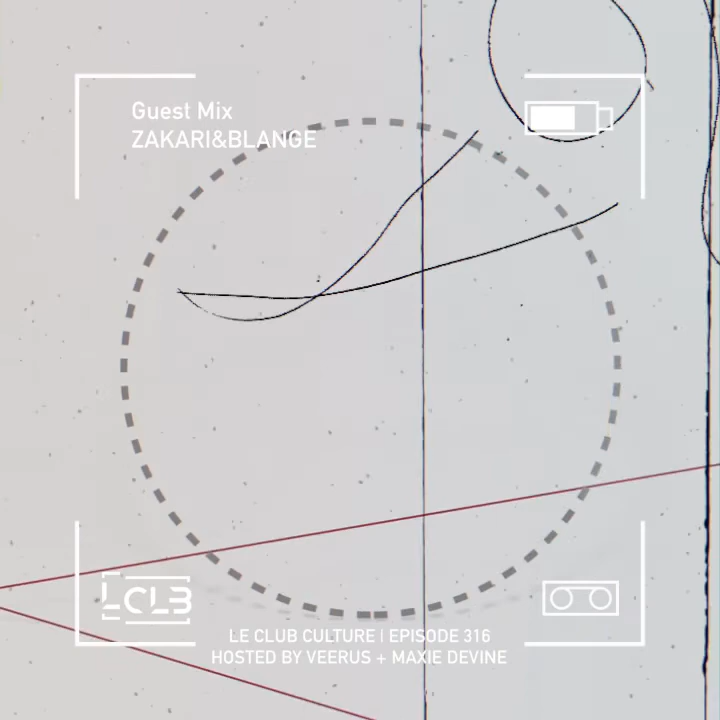 Guest Mix
ZAKARI&BLANGE
LCLB
LE CLUB CULTURE | EPISODE 316
HOSTED BY VEERUS + MAXIE DEVINE